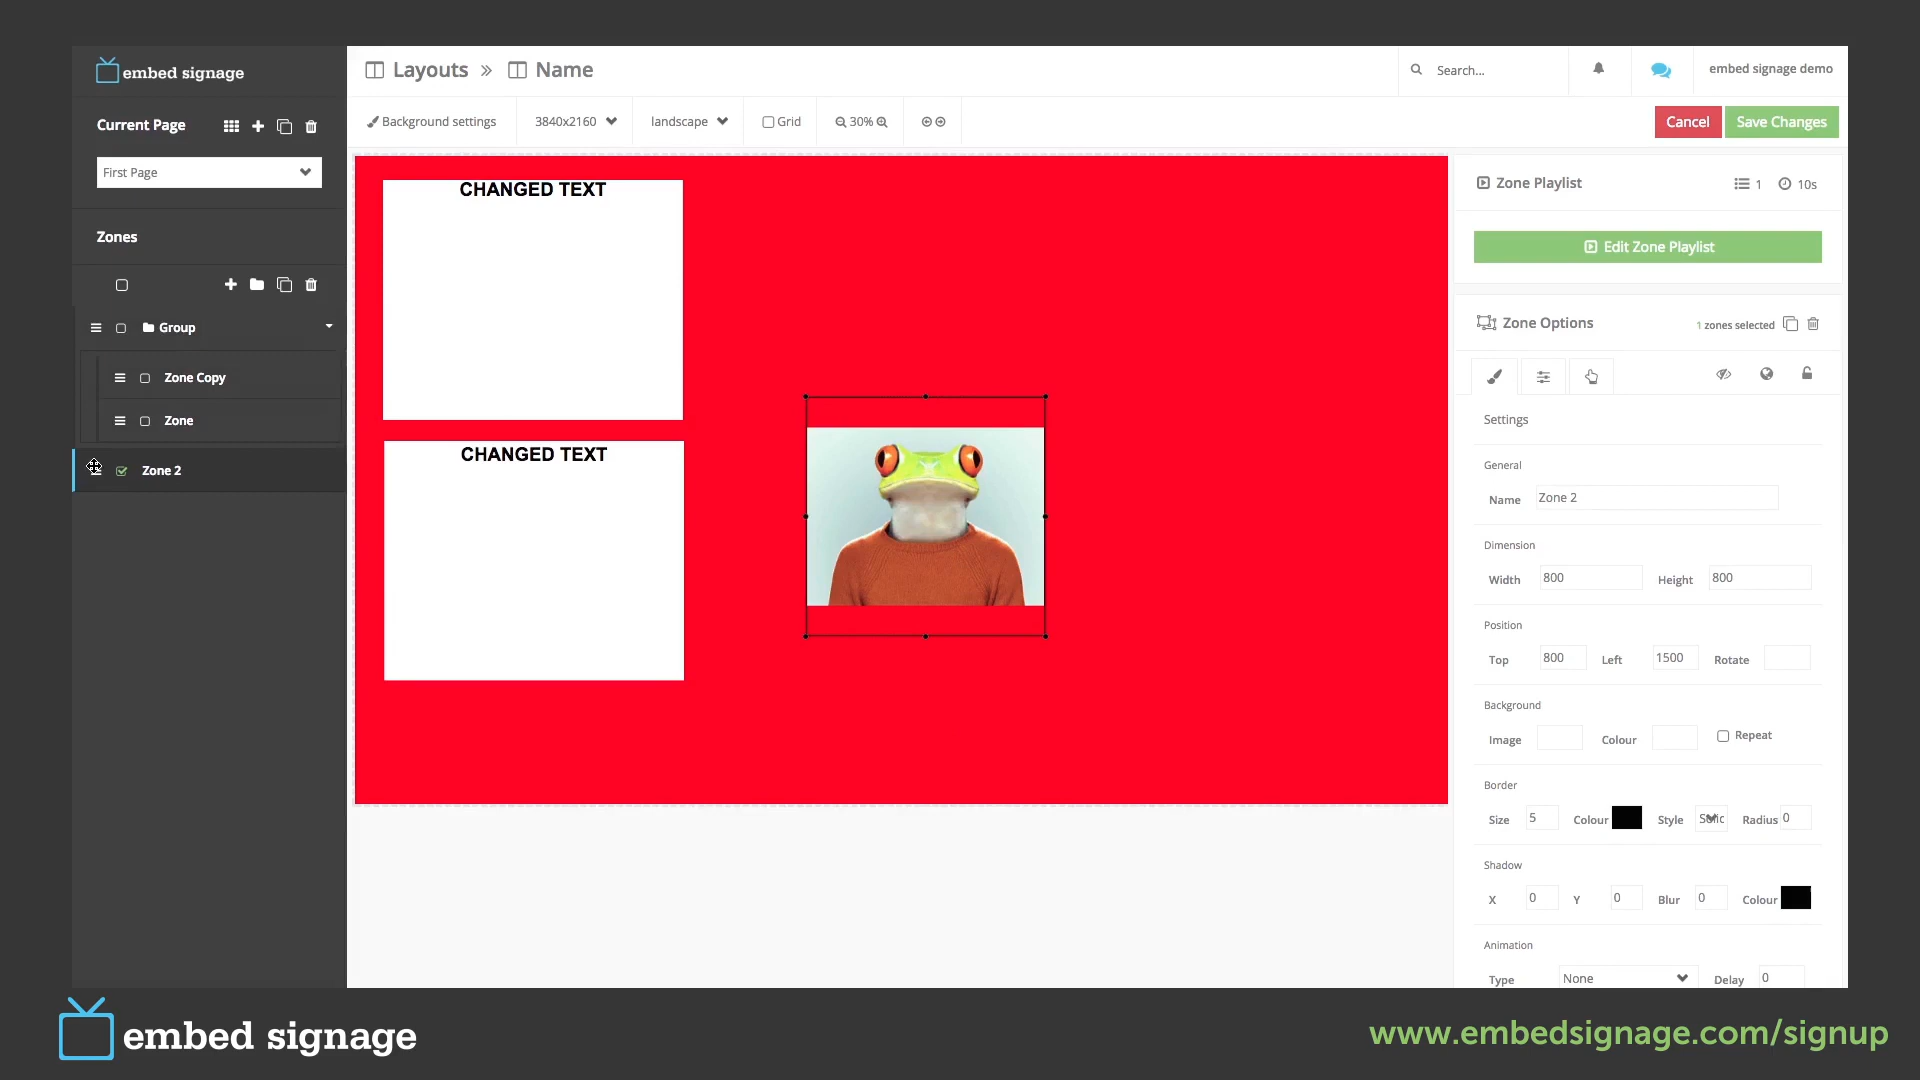 embed signage
Layouts » Name
Search...
embed signage demo
Current Page
Background settings
3840x2160
landscape
Grid
30%
Cancel
Save Changes
First Page
Zones
Group
Zone Copy
Zone
Zone 2
CHANGED TEXT
CHANGED TEXT
Zone Playlist
1
10s
Edit Zone Playlist
Zone Options
1 zones selected
Settings
General
Name Zone 2
Dimension
Width 800 Height 800
Position
Top 800 Left 1500 Rotate
Background
Image Colour Repeat
Border
Size 5 Colour Style Radius 0
Shadow
X 0 Y 0 Blur 0 Colour
Animation
Type None Delay 0
embed signage
www.embedsignage.com/signup